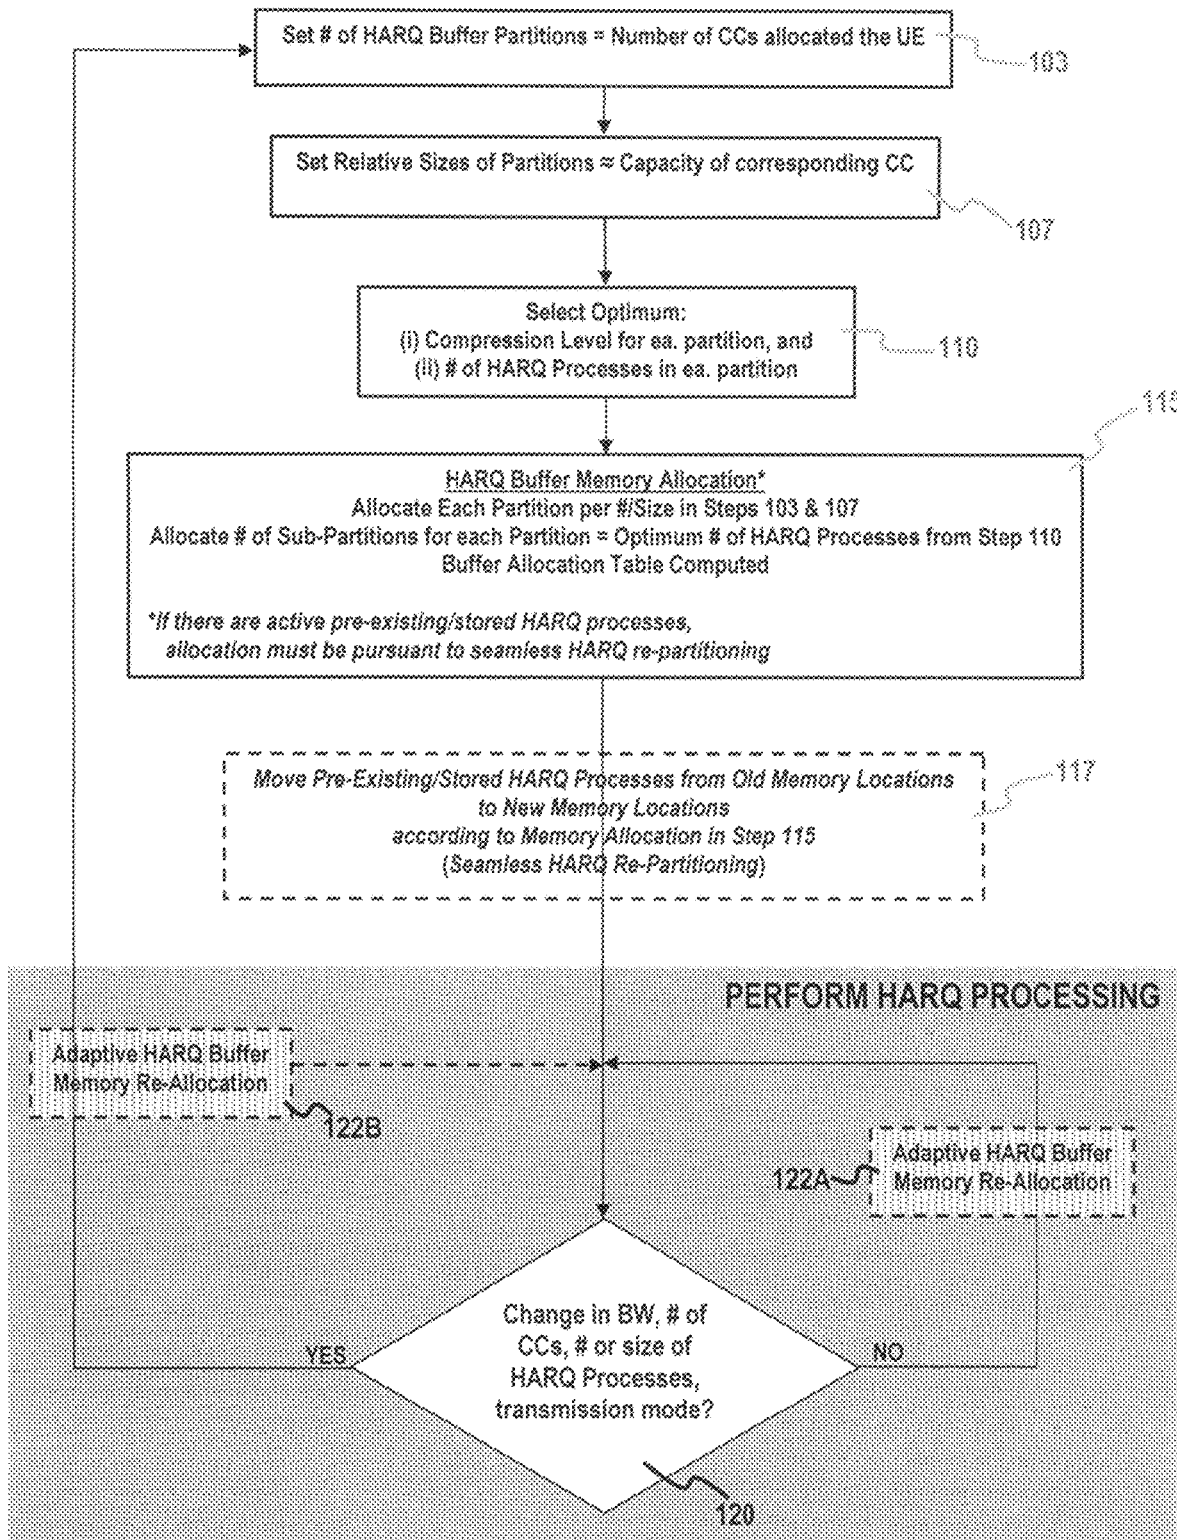 Set # of HARQ Buffer Partitions = Number of CCs allocated the UE
103
Set Relative Sizes of Partitions ≈ Capacity of corresponding CC
107
Select Optimum:
(i) Compression Level for ea. partition, and
(ii) # of HARQ Processes in ea. partition
110
115
HARQ Buffer Memory Allocation*
Allocate Each Partition per #/Size in Steps 103 & 107
Allocate # of Sub-Partitions for each Partition = Optimum # of HARQ Processes from Step 110
Buffer Allocation Table Computed
*If there are active pre-existing/stored HARQ processes,
allocation must be pursuant to seamless HARQ re-partitioning
Move Pre-Existing/Stored HARQ Processes from Old Memory Locations
to New Memory Locations
according to Memory Allocation in Step 115
(Seamless HARQ Re-Partitioning)
117
PERFORM HARQ PROCESSING
Adaptive HARQ Buffer
Memory Re-Allocation
122B
Adaptive HARQ Buffer
Memory Re-Allocation
122A
Change in BW, # of
CCs, # or size of
HARQ Processes,
transmission mode?
YES
NO
120